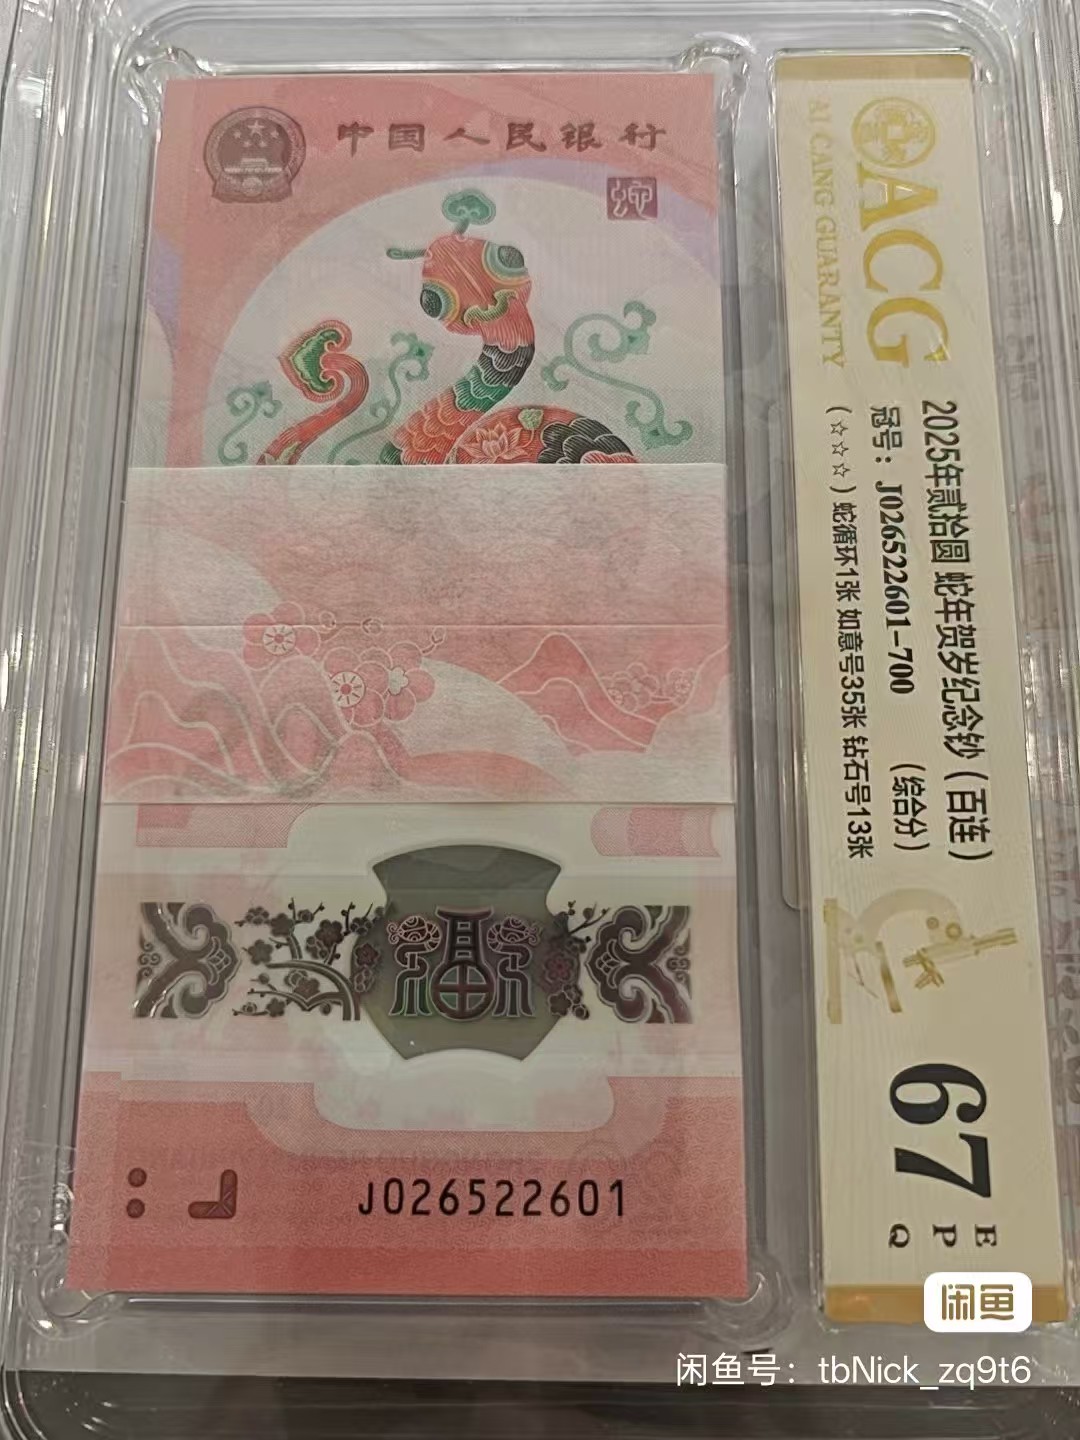 中国人民银行
蛇
J026522601
ACG
AI CANG GUARANTY
2025年贰拾圆 蛇年贺岁纪念钞（百连）
冠号：J026522601-700 （综合分）
（☆☆☆）蛇循环1张 如意号35张 钻石号13张
67
E
P
Q
闲鱼
闲鱼号：tbNick_zq9t6